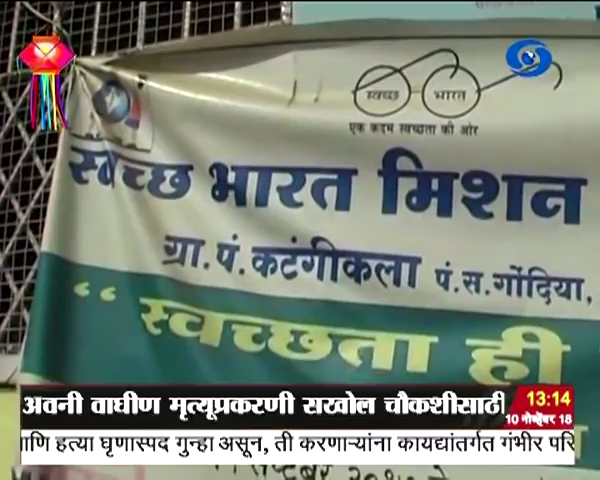 स्वच्छ भारत
एक कदम स्वच्छता की ओर
स्वच्छ भारत मिशन
ग्रा.पं.कटंगीकला पं.स.गोंदिया,
“ स्वच्छता ही
अवनी वाघीण मृत्यूप्रकरणी सखोल चौकशीसाठी
13:14
10 नोव्हेंबर 18
हत्या घृणास्पद गुन्हा असून, ती करणाऱ्यांना कायद्यांतर्गत गंभीर